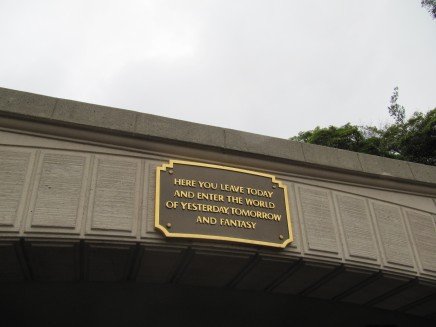 HERE YOU LEAVE TODAY
AND ENTER THE WORLD
OF YESTERDAY, TOMORROW
AND FANTASY